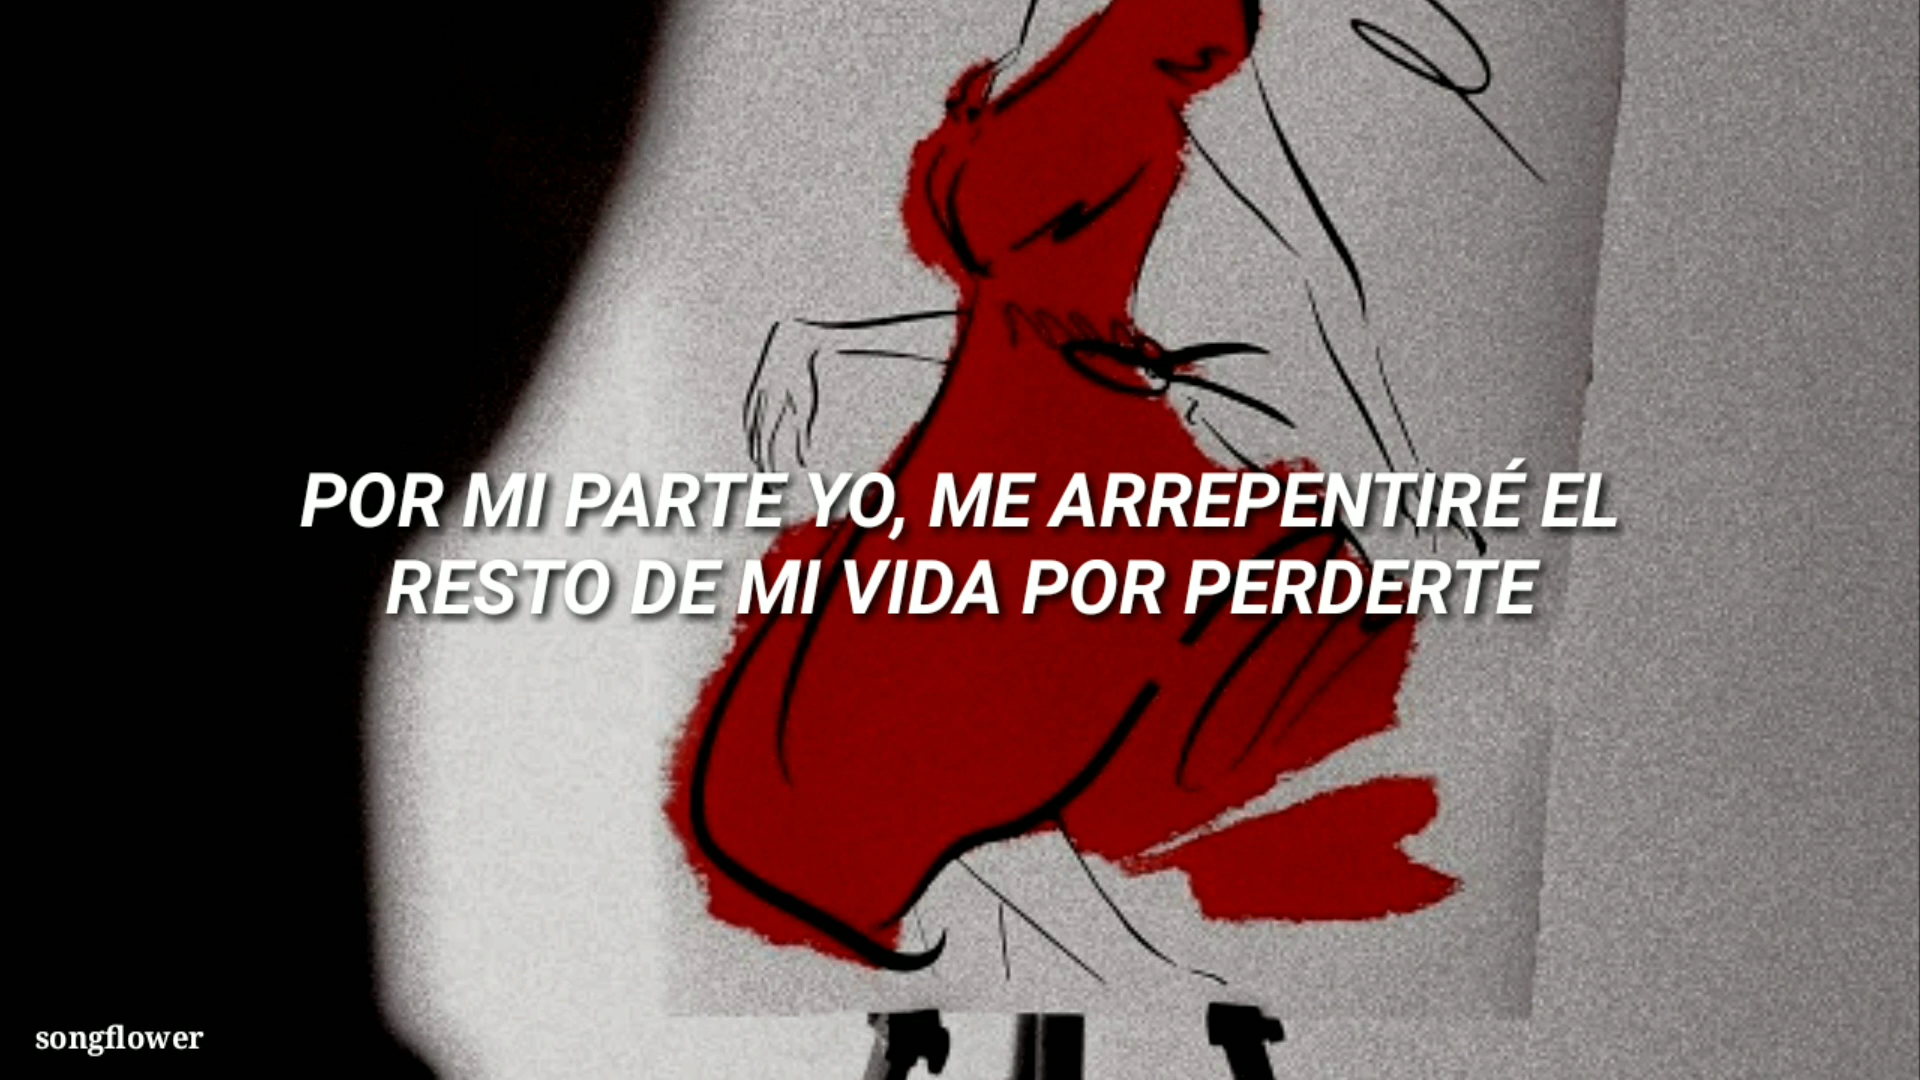 POR MI PARTE YO, ME ARREPENTIRÉ EL
RESTO DE MI VIDA POR PERDERTE
songflower